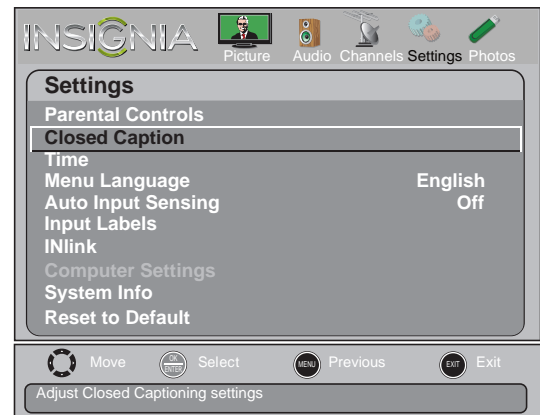 INSIGNIA
Picture Audio Channels Settings Photos
Settings
Parental Controls
Closed Caption
Time
Menu Language English
Auto Input Sensing Off
Input Labels
INlink
Computer Settings
System Info
Reset to Default
Move OK ENTER Select MENU Previous EXIT Exit
Adjust Closed Captioning settings